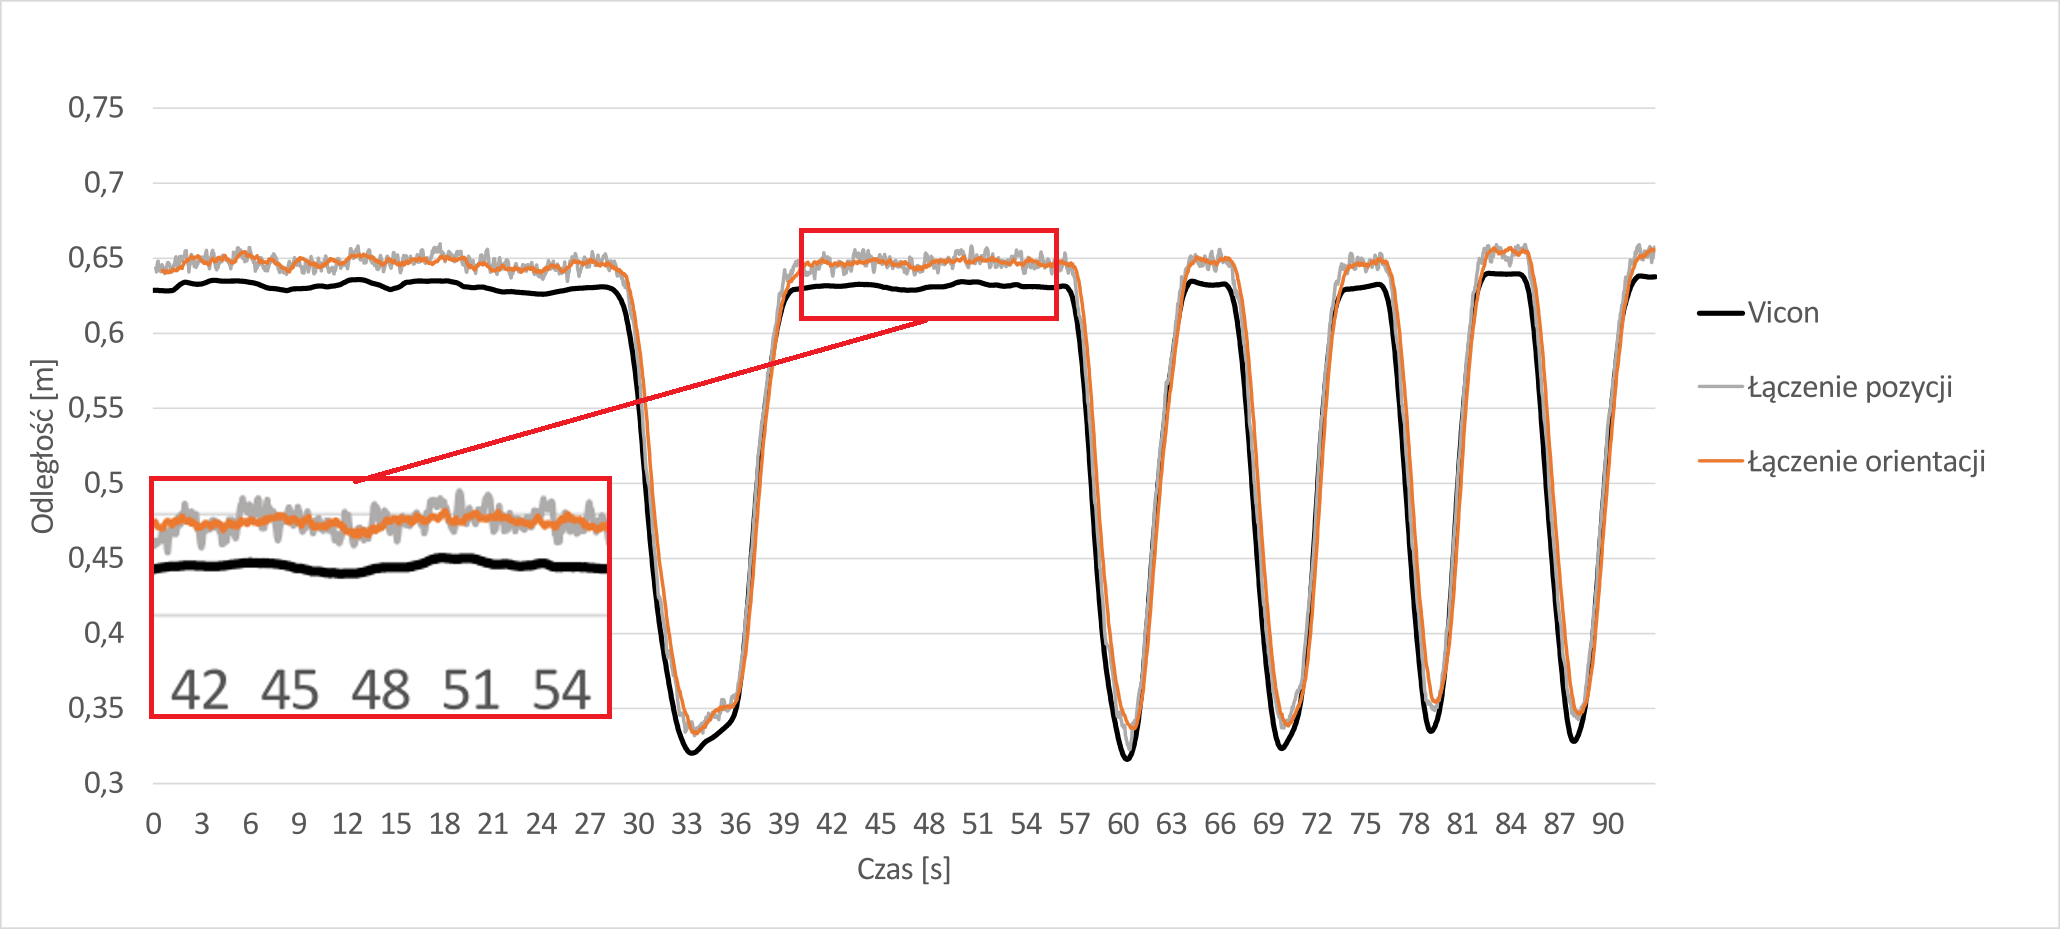 0,75
0,7
0,65
0,6
0,55
0,5
0,45
0,4
0,35
0,3
Odległość [m]
42 45 48 51 54
0 3 6 9 12 15 18 21 24 27 30 33 36 39 42 45 48 51 54 57 60 63 66 69 72 75 78 81 84 87 90
Czas [s]
Vicon
Łączenie pozycji
Łączenie orientacji